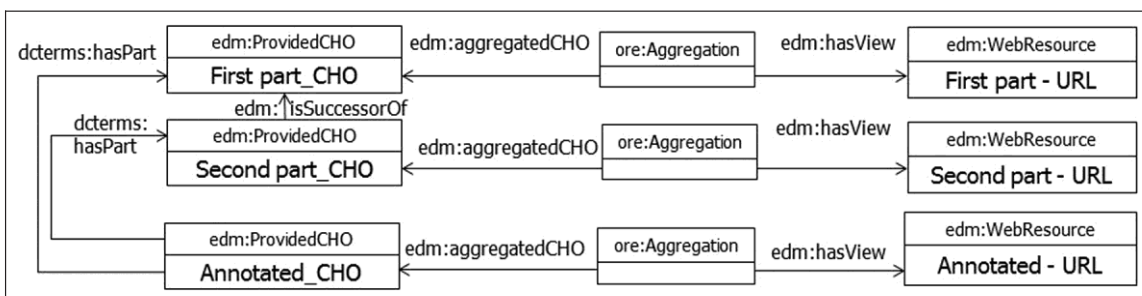 edm:ProvidedCHO
edm:aggregatedCHO
ore:Aggregation
edm:hasView
edm:WebResource
dcterms:hasPart
First part_CHO
First part - URL
edm: isSuccessorOf
dcterms:
hasPart
edm:ProvidedCHO
edm:aggregatedCHO
ore:Aggregation
edm:hasView
edm:WebResource
Second part_CHO
Second part - URL
edm:ProvidedCHO
edm:aggregatedCHO
ore:Aggregation
edm:hasView
edm:WebResource
Annotated_CHO
Annotated - URL